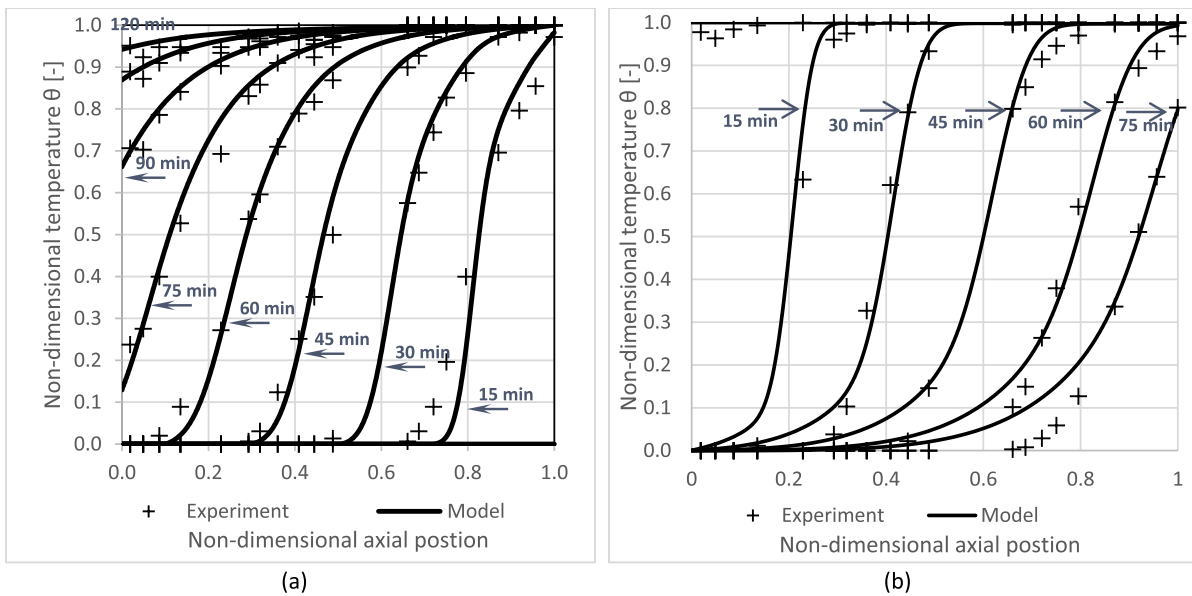 120 min
1.0
0.9
0.8
0.7
0.6
0.5
0.4
0.3
0.2
0.1
0.0
Non-dimensional temperature θ [-]
90 min
75 min
60 min
45 min
30 min
15 min
0.0 0.2 0.4 0.6 0.8 1.0
Experiment Model
Non-dimensional axial postion
(a)
1.0
0.9
0.8
0.7
0.6
0.5
0.4
0.3
0.2
0.1
0.0
Non-dimensional temperature θ [-]
15 min 30 min 45 min 60 min 75 min
0 0.2 0.4 0.6 0.8 1
Experiment Model
Non-dimensional axial postion
(b)